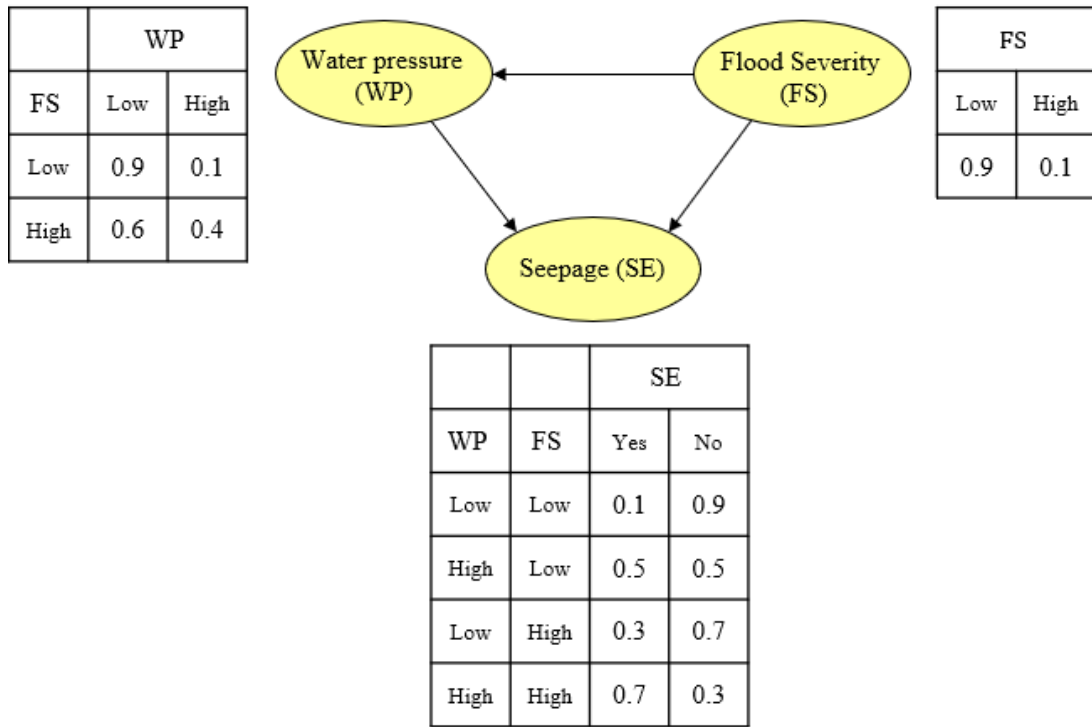 WP
FS Low High
Low 0.9 0.1
High 0.6 0.4
Water pressure
(WP)
Flood Severity
(FS)
FS
Low High
0.9 0.1
Seepage (SE)
SE
WP FS Yes No
Low Low 0.1 0.9
High Low 0.5 0.5
Low High 0.3 0.7
High High 0.7 0.3